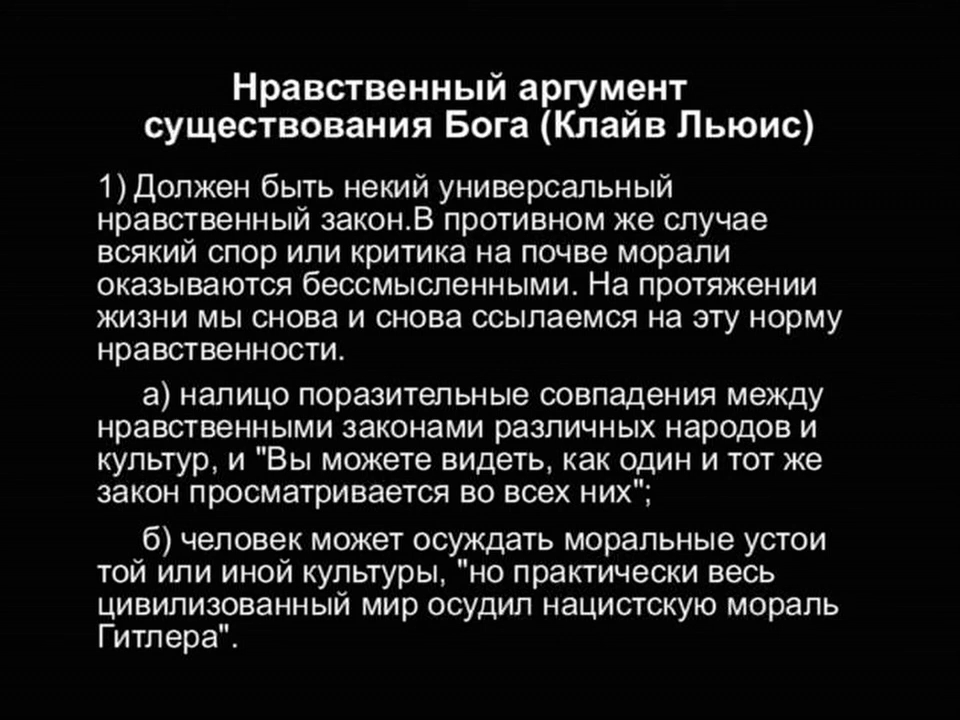 Нравственный аргумент
существования Бога (Клайв Льюис)
1) Должен быть некий универсальный
нравственный закон.В противном же случае
всякий спор или критика на почве морали
оказываются бессмысленными. На протяжении
жизни мы снова и снова ссылаемся на эту норму
нравственности.
а) налицо поразительные совпадения между
нравственными законами различных народов и
культур, и "Вы можете видеть, как один и тот же
закон просматривается во всех них";
б) человек может осуждать моральные устои
той или иной культуры, "но практически весь
цивилизованный мир осудил нацистскую мораль
Гитлера".